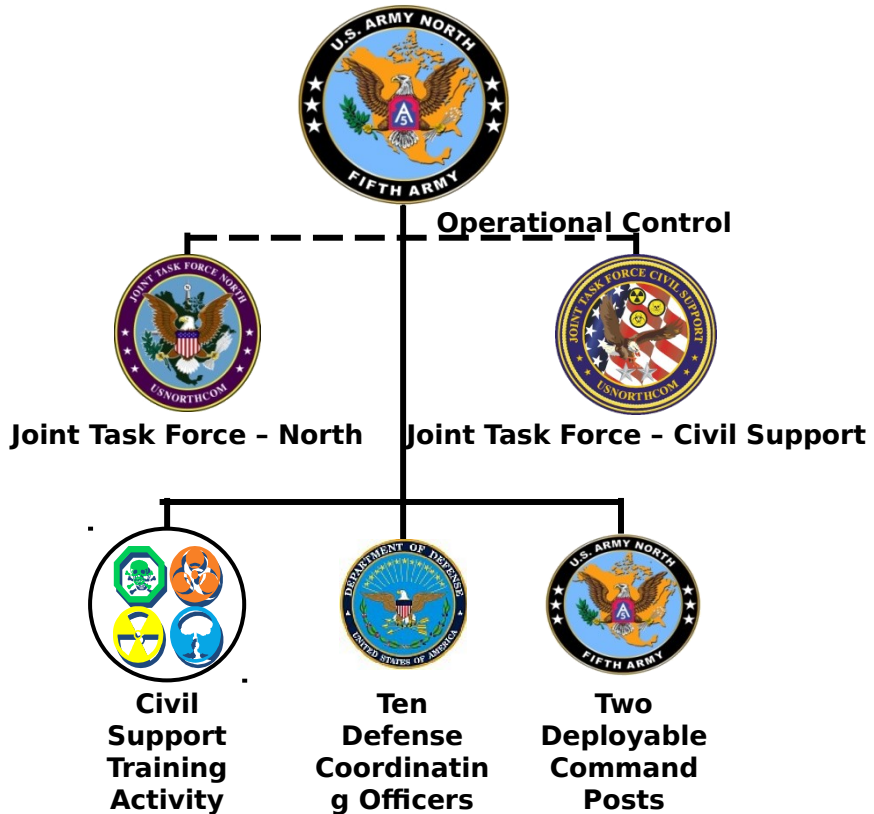 U.S. ARMY NORTH
A
5
FIFTH ARMY
Operational Control
JOINT TASK FORCE NORTH
N
USNORTHCOM
JOINT TASK FORCE CIVIL SUPPORT
USNORTHCOM
Joint Task Force – North
Joint Task Force – Civil Support
DEPARTMENT OF DEFENSE
UNITED STATES OF AMERICA
U.S. ARMY NORTH
A
5
FIFTH ARMY
Civil
Support
Training
Activity
Ten
Defense
Coordinatin
g Officers
Two
Deployable
Command
Posts